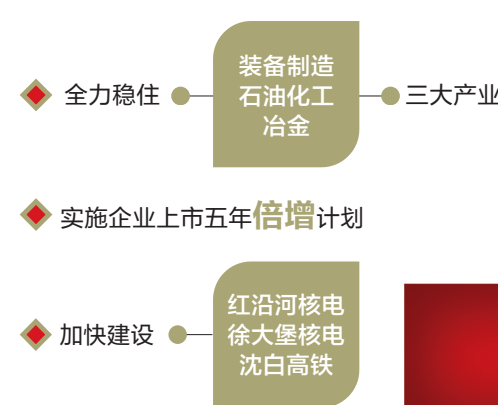 全力稳住
装备制造
石油化工
冶金
三大产业
实施企业上市五年倍增计划
加快建设
红沿河核电
徐大堡核电
沈白高铁